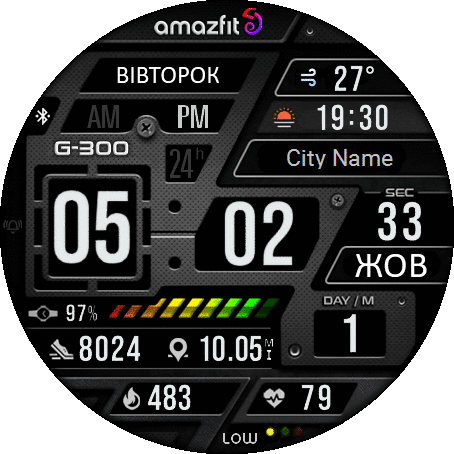 amazfit
ВІВТОРОК
27°
AM PM
19:30
G-300
24h
City Name
05
02
SEC
33
ЖОВ
97%
DAY / M
1
8024
10.05 MI
483
79
LOW